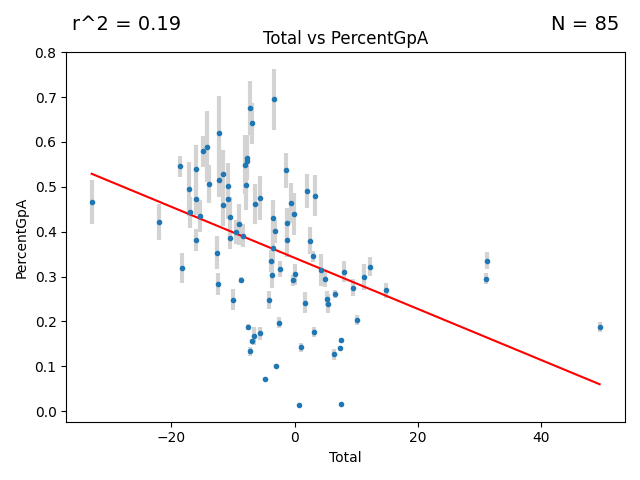 r^2 = 0.19
N = 85
Total vs PercentGpA
PercentGpA
0.8
0.7
0.6
0.5
0.4
0.3
0.2
0.1
0.0
−20
0
20
40
Total